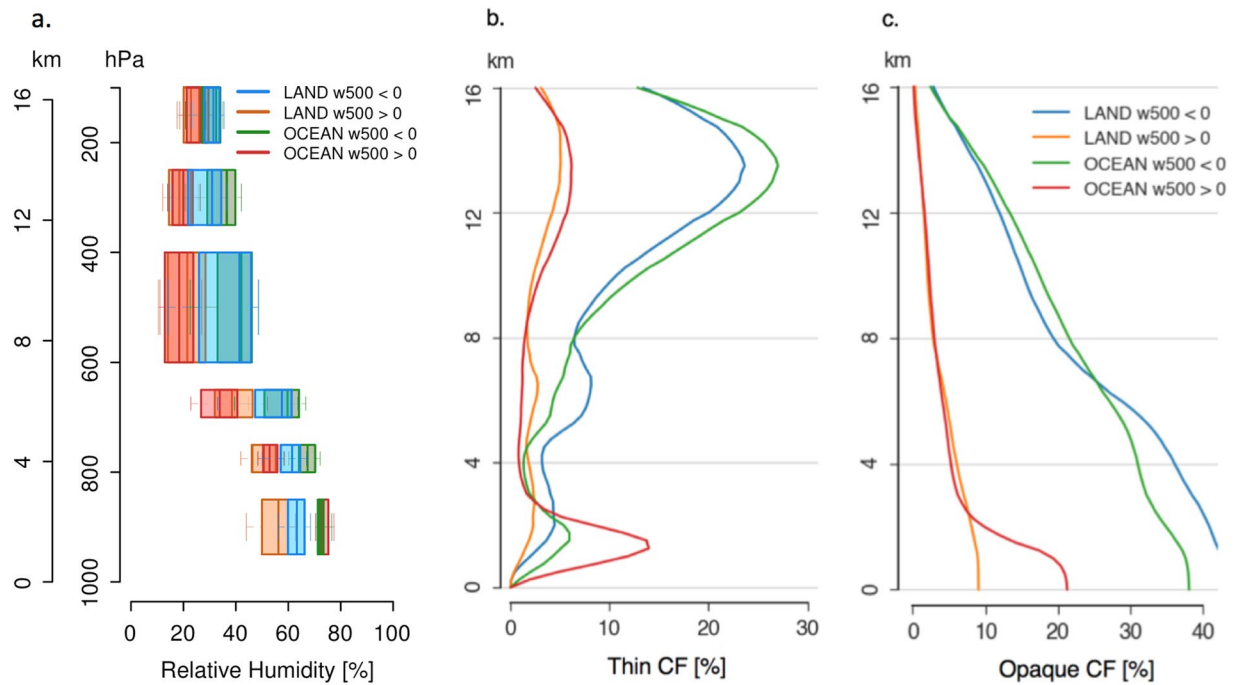 a.
km
hPa
16
12
8
4
0
200
400
600
800
1000
LAND w500 < 0
LAND w500 > 0
OCEAN w500 < 0
OCEAN w500 > 0
0 20 40 60 80 100
Relative Humidity [%]
b.
km
16
12
8
4
0
0 10 20 30
Thin CF [%]
c.
km
16
12
8
4
0
LAND w500 < 0
LAND w500 > 0
OCEAN w500 < 0
OCEAN w500 > 0
0 10 20 30 40
Opaque CF [%]